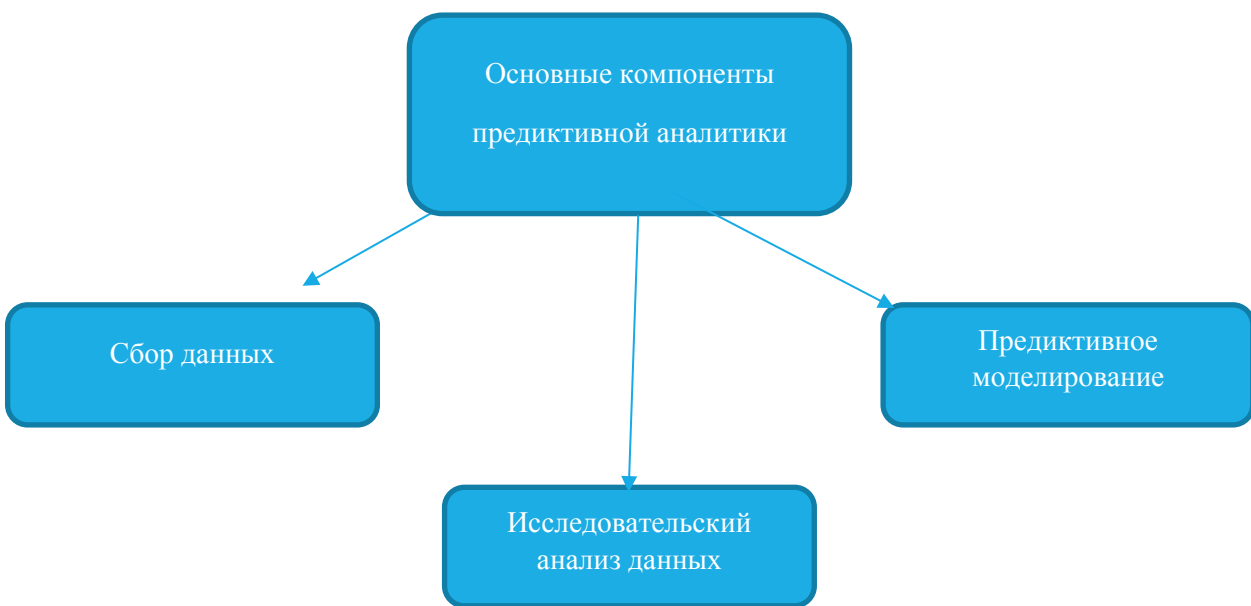 Основные компоненты
предиктивной аналитики
Сбор данных
Предиктивное
моделирование
Исследовательский
анализ данных